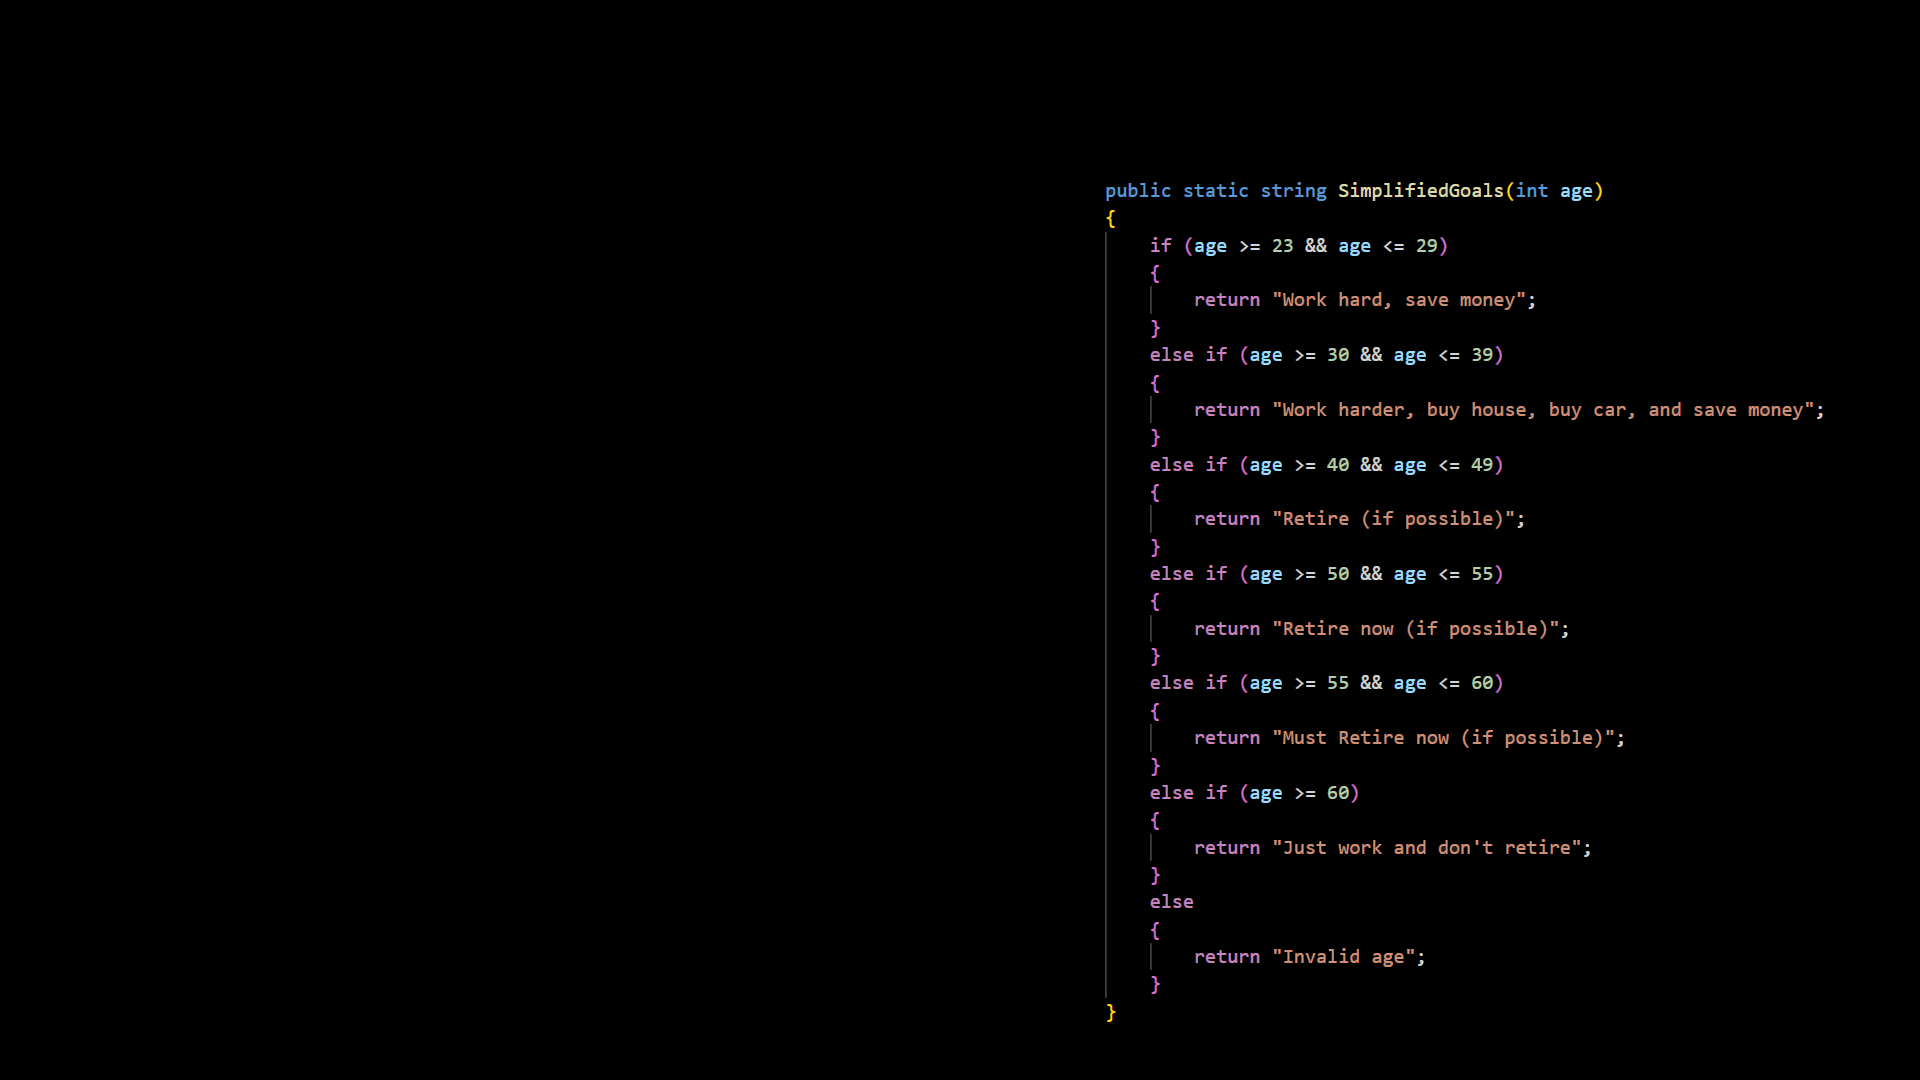 public static string SimplifiedGoals(int age)
{
    if (age >= 23 && age <= 29)
    {
        return "Work hard, save money";
    }
    else if (age >= 30 && age <= 39)
    {
        return "Work harder, buy house, buy car, and save money";
    }
    else if (age >= 40 && age <= 49)
    {
        return "Retire (if possible)";
    }
    else if (age >= 50 && age <= 55)
    {
        return "Retire now (if possible)";
    }
    else if (age >= 55 && age <= 60)
    {
        return "Must Retire now (if possible)";
    }
    else if (age >= 60)
    {
        return "Just work and don't retire";
    }
    else
    {
        return "Invalid age";
    }
}